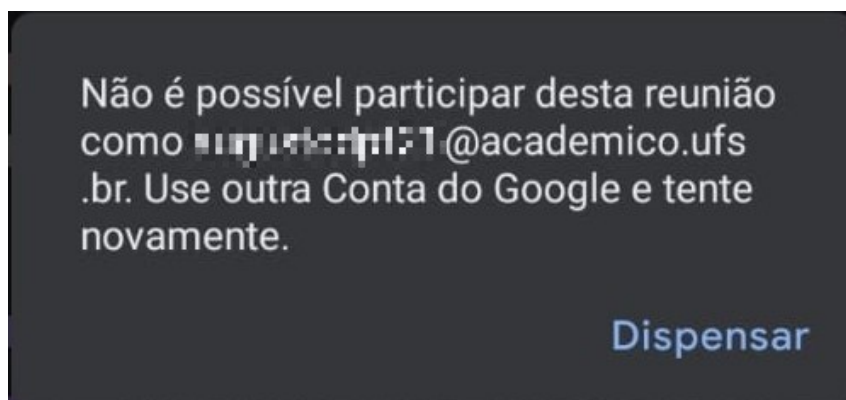 Não é possível participar desta reunião
como @academico.ufs
.br. Use outra Conta do Google e tente
novamente.
Dispensar